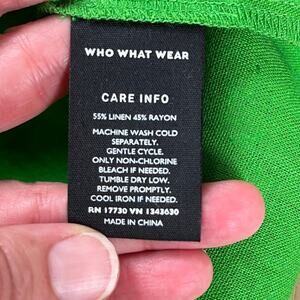 WHO WHAT WEAR
CARE INFO
55% LINEN 45% RAYON
MACHINE WASH COLD
SEPARATELY.
GENTLE CYCLE.
ONLY NON-CHLORINE
BLEACH IF NEEDED.
TUMBLE DRY LOW.
REMOVE PROMPTLY.
COOL IRON IF NEEDED.
RN 17730 VN 1343630
MADE IN CHINA